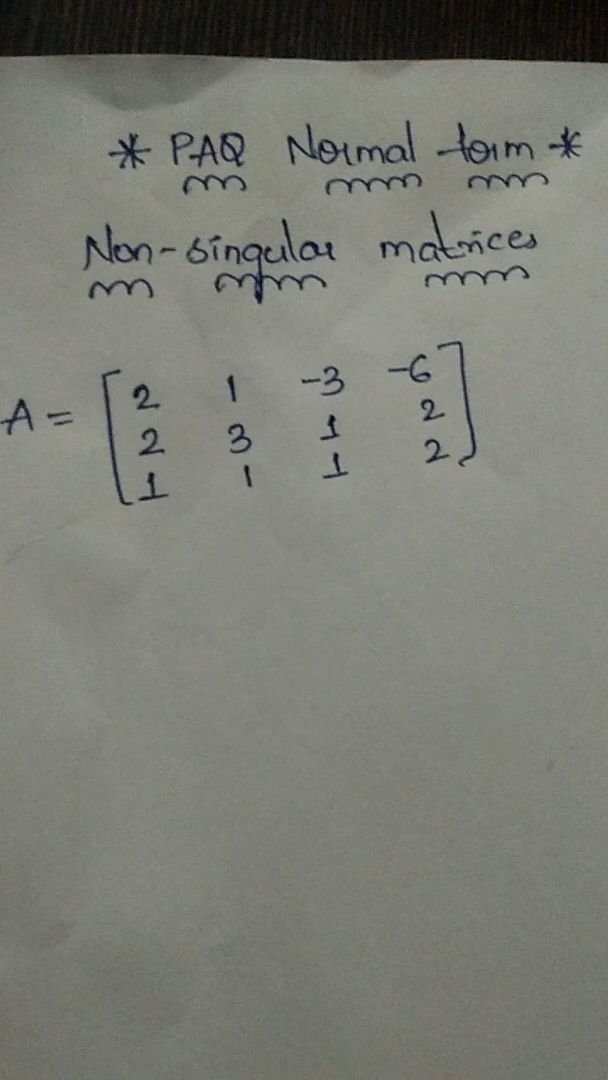 * PAQ Normal form *
Non-singular matrices
A = [ 2 1 -3 -6
2 3 1 2
1 1 1 2 ]